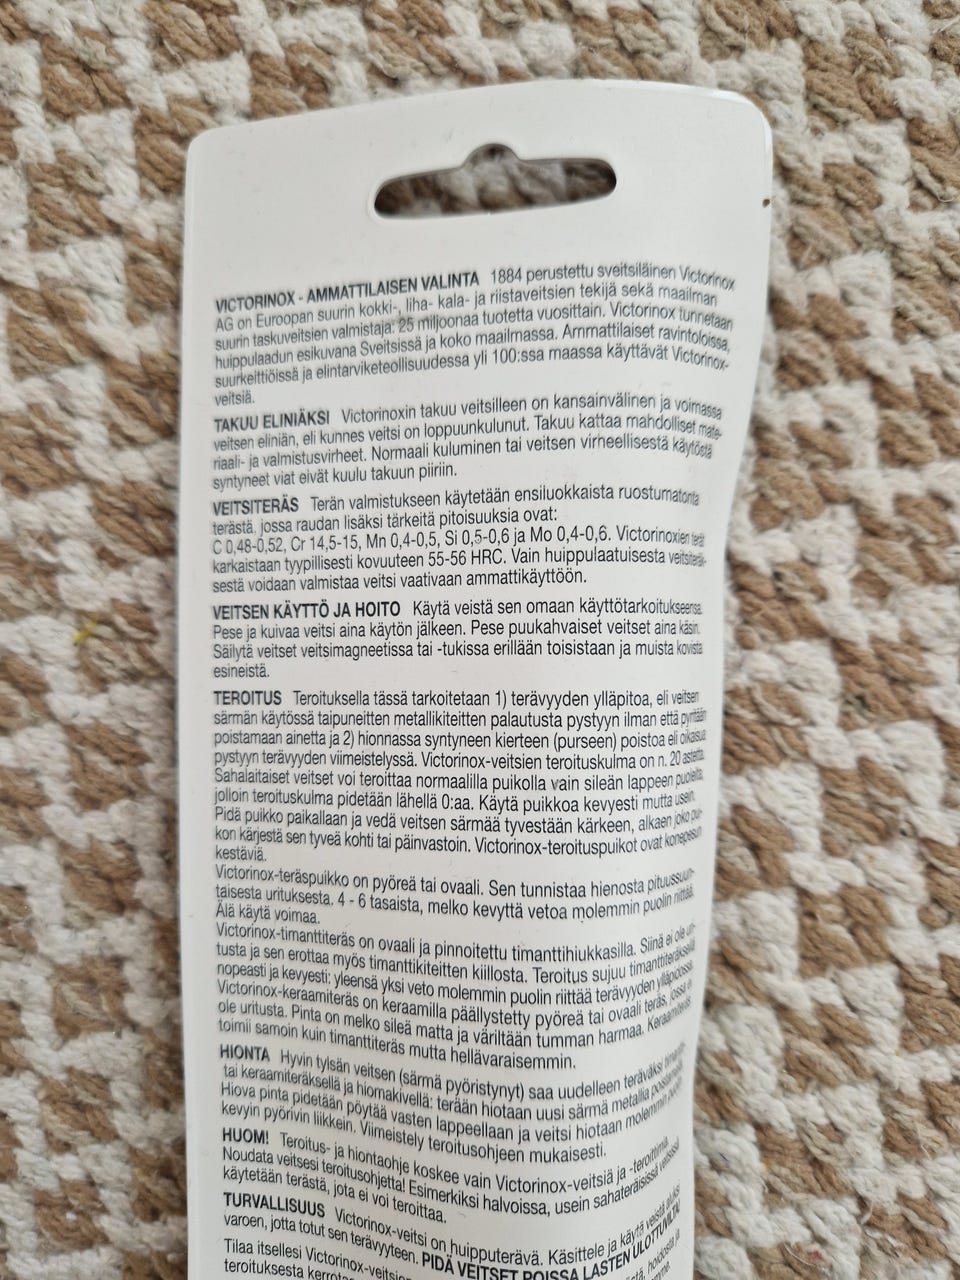 VICTORINOX - AMMATTILAISEN VALINTA 1884 perustettu sveitsiläinen Victorinox
AG on Euroopan suurin kokki-, liha- kala- ja riistaveitsien tekijä sekä maailman
suurin taskuveitsien valmistaja: 25 miljoonaa tuotetta vuosittain. Victorinox tunnetaan
huippulaadun esikuvana Sveitsissä ja koko maailmassa. Ammattilaiset ravintoloissa,
suurkeittiöissä ja elintarviketeollisuudessa yli 100:ssa maassa käyttävät Victorinox-
veitsiä.
TAKUU ELINIÄKSI Victorinoxin takuu veitsilleen on kansainvälinen ja voimassa
veitsen eliniän, eli kunnes veitsi on loppuunkulunut. Takuu kattaa mahdolliset mate-
riaali- ja valmistusvirheet. Normaali kuluminen tai veitsen virheellisestä käytöstä
syntyneet viat eivät kuulu takuun piiriin.
VEITSITERÄS Terän valmistukseen käytetään ensiluokkaista ruostumatonta
terästä, jossa raudan lisäksi tärkeitä pitoisuuksia ovat:
C 0,48-0,52, Cr 14,5-15, Mn 0,4-0,5, Si 0,5-0,6 ja Mo 0,4-0,6. Victorinoxien terät
karkaistaan tyypillisesti kovuuteen 55-56 HRC. Vain huippulaatuisesta veitsiteräk-
sestä voidaan valmistaa veitsi vaativaan ammattikäyttöön.
VEITSEN KÄYTTÖ JA HOITO Käytä veistä sen omaan käyttötarkoitukseensa.
Pese ja kuivaa veitsi aina käytön jälkeen. Pese puukahvaiset veitset aina käsin.
Säilytä veitset veitsimagneetissa tai -tukissa erillään toisistaan ja muista kovista
esineistä.
TEROITUS Teroituksella tässä tarkoitetaan 1) terävyyden ylläpitoa, eli veitsen
särmän käytössä taipuneitten metallikiteitten palautusta pystyyn ilman että pyritään
poistamaan ainetta ja 2) hionnassa syntyneen kierteen (purseen) poistoa eli oikaisua
pystyyn terävyyden viimeistelyssä. Victorinox-veitsien teroituskulma on n. 20 astetta.
Sahalaitaiset veitset voi teroittaa normaalilla puikolla vain sileän lappeen puolelta,
jolloin teroituskulma pidetään lähellä 0:aa. Käytä puikkoa kevyesti mutta usein.
Pidä puikko paikallaan ja vedä veitsen särmää tyvestään kärkeen, alkaen joko pui-
kon kärjestä sen tyveä kohti tai päinvastoin. Victorinox-teroituspuikot ovat konepesun
kestäviä.
Victorinox-teräspuikko on pyöreä tai ovaali. Sen tunnistaa hienosta pituussuun-
taisesta urituksesta. 4 - 6 tasaista, melko kevyttä vetoa molemmin puolin riittää.
Älä käytä voimaa.
Victorinox-timanttiteräs on ovaali ja pinnoitettu timanttihiukkasilla. Siinä ei ole uri-
tusta ja sen erottaa myös timanttikiteitten kiillosta. Teroitus sujuu timanttiteräksellä
nopeasti ja kevyesti: yleensä yksi veto molemmin puolin riittää terävyyden ylläpidossa.
Victorinox-keraamiteräs on keraamilla päällystetty pyöreä tai ovaali teräs, jossa ei
ole uritusta. Pinta on melko sileä matta ja väriltään tumman harmaa. Keraamiteräs
toimii samoin kuin timanttiteräs mutta hellävaraisemmin.
HIONTA Hyvin tylsän veitsen (särmä pyöristynyt) saa uudelleen teräväksi timantti-
tai keraamiteräksellä ja hiomakivellä: terään hiotaan uusi särmä metallia poistamalla.
Hiova pinta pidetään pöytää vasten lappeellaan ja veitsi hiotaan molemmin puolin
kevyin pyörivin liikkein. Viimeistely teroitusohjeen mukaisesti.
HUOM! Teroitus- ja hiontaohje koskee vain Victorinox-veitsiä ja -teroittimia.
Noudata veitsesi teroitusohjetta! Esimerkiksi halvoissa, usein sahateräisissä veitsissä
käytetään terästä, jota ei voi teroittaa.
TURVALLISUUS Victorinox-veitsi on huipputerävä. Käsittele ja käytä veistä aluksi
varoen, jotta totut sen terävyyteen. PIDÄ VEITSET POISSA LASTEN ULOTTUVILTA!
Tilaa itsellesi Victorinox-veitsien
teroituksesta